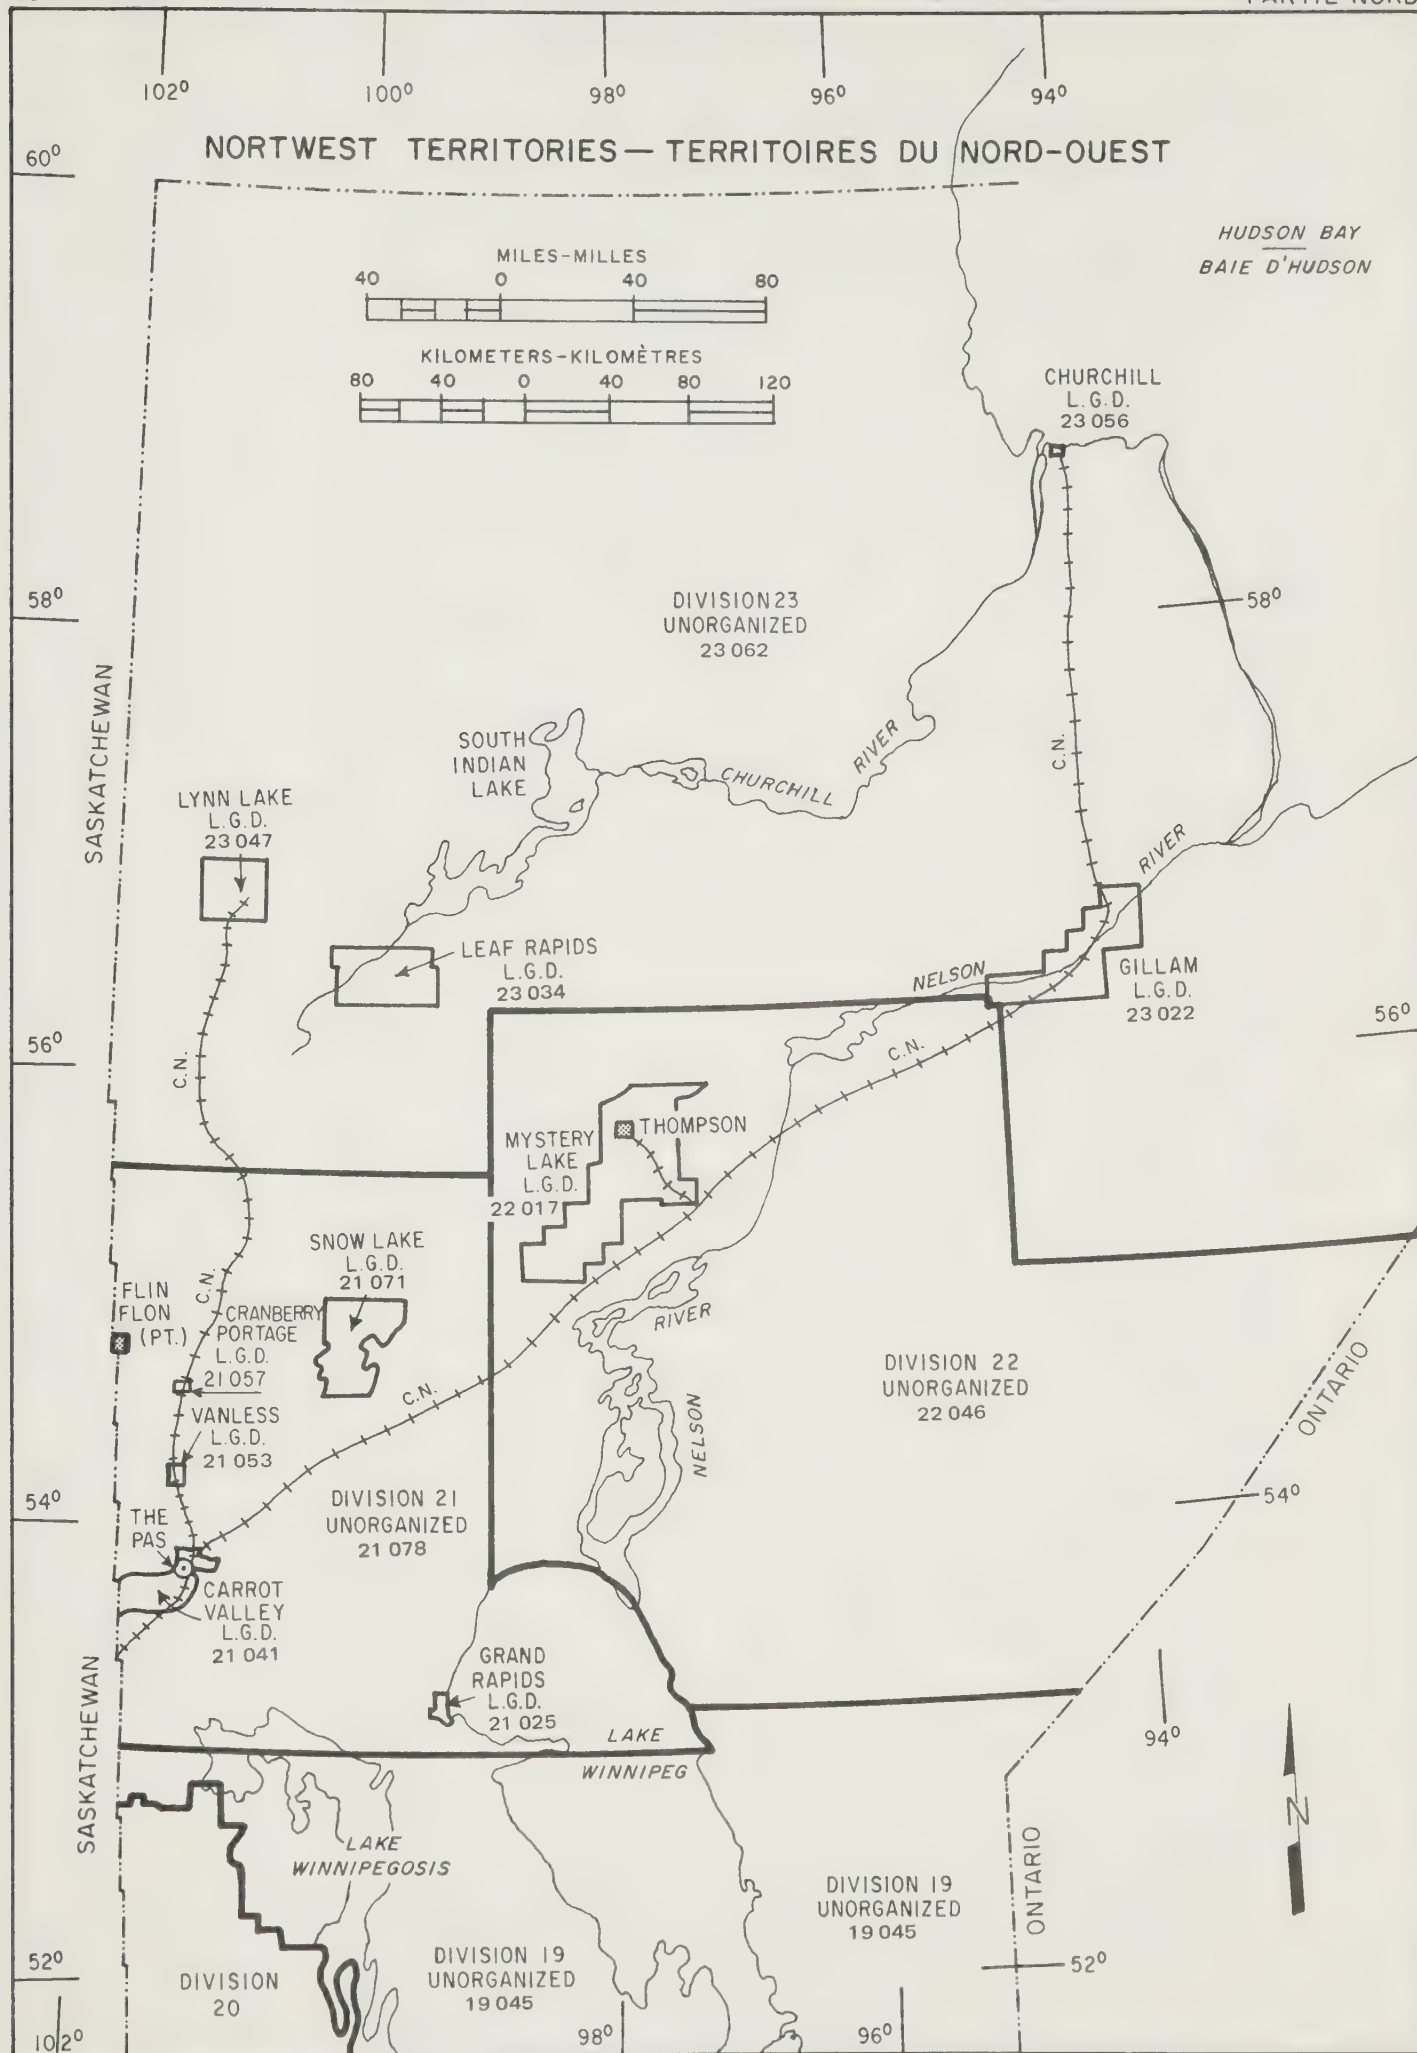 102⁰
100⁰
98⁰
96⁰
94⁰
60⁰
NORTWEST TERRITORIES — TERRITOIRES DU NORD-OUEST
HUDSON BAY
BAIE D'HUDSON
MILES-MILLES
40 0 40 80
KILOMETERS-KILOMÈTRES
80 40 0 40 80 120
CHURCHILL
L.G.D.
23 056
58⁰
58⁰
DIVISION 23
UNORGANIZED
23 062
SASKATCHEWAN
SOUTH
INDIAN
LAKE
CHURCHILL
RIVER
C.N.
LYNN LAKE
L.G.D.
23 047
RIVER
LEAF RAPIDS
L.G.D.
23 034
NELSON
GILLAM
L.G.D.
23 022
56⁰
56⁰
C.N.
C.N.
THOMPSON
MYSTERY
LAKE
L.G.D.
22 017
SNOW LAKE
L.G.D.
21 071
C.N.
FLIN
FLON
(PT.)
CRANBERRY
PORTAGE
L.G.D.
21 057
RIVER
NELSON
DIVISION 22
UNORGANIZED
22 046
ONTARIO
C.N.
VANLESS
L.G.D.
21 053
54⁰
54⁰
DIVISION 21
UNORGANIZED
21 078
THE
PAS
CARROT
VALLEY
L.G.D.
21 041
GRAND
RAPIDS
L.G.D.
21 025
LAKE
WINNIPEG
94⁰
SASKATCHEWAN
N
LAKE
WINNIPEGOSIS
ONTARIO
DIVISION 19
UNORGANIZED
19 045
52⁰
52⁰
DIVISION 19
UNORGANIZED
19 045
DIVISION
20
102⁰
98⁰
96⁰